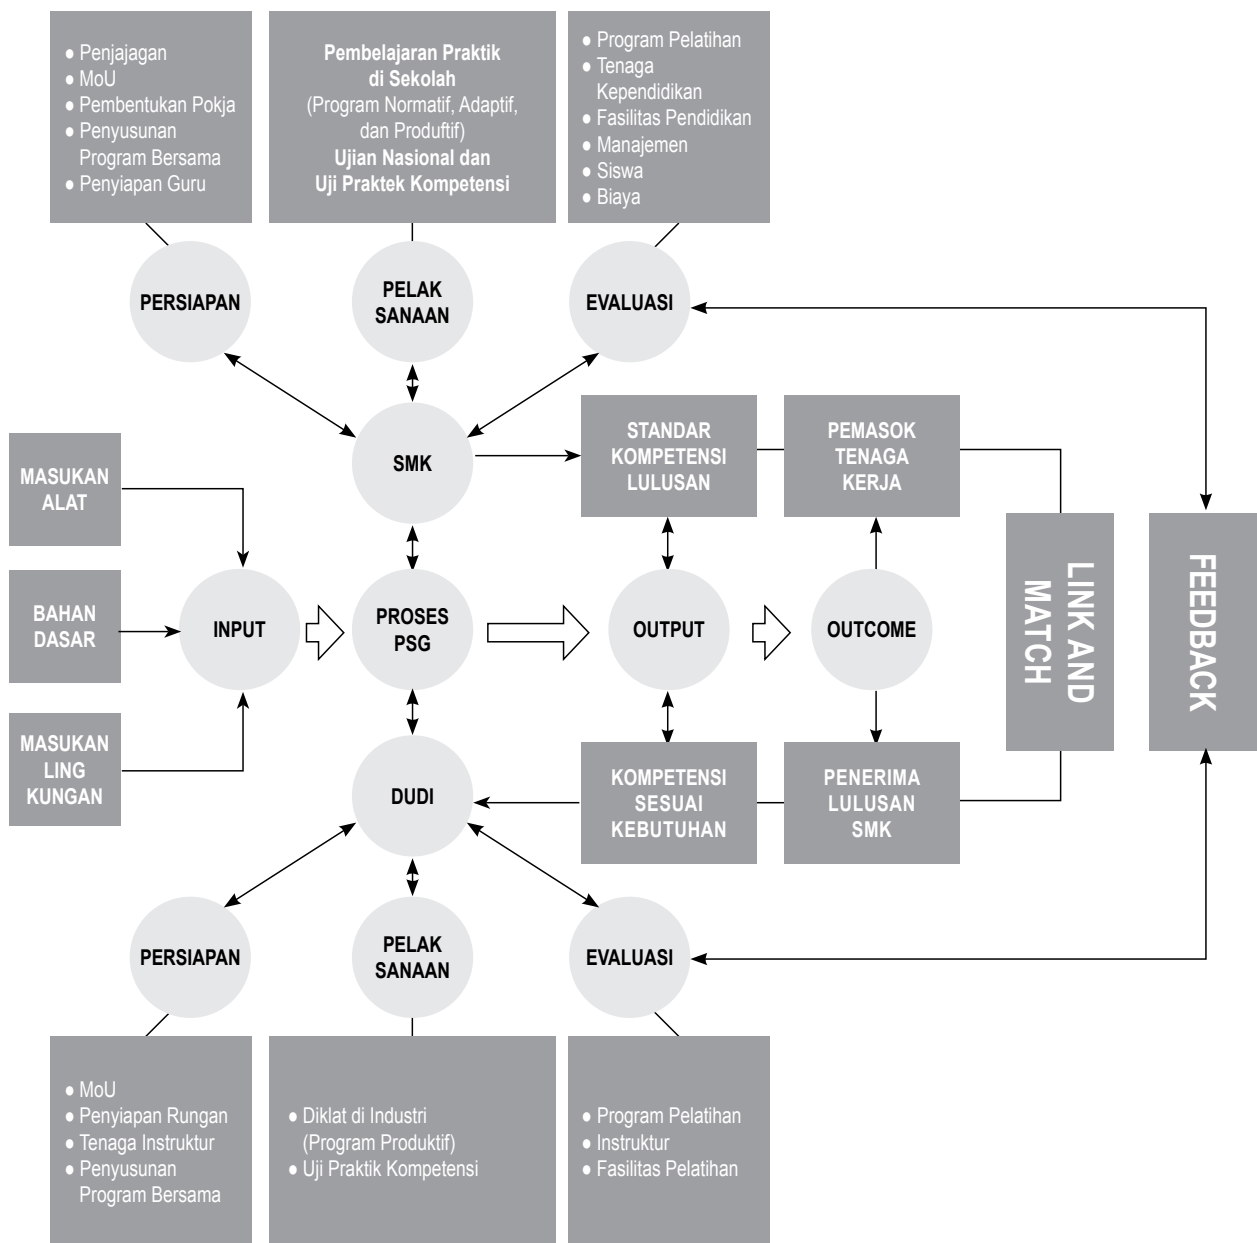 ● Penjajagan
● MoU
● Pembentukan Pokja
● Penyusunan
Program Bersama
● Penyiapan Guru
Pembelajaran Praktik
di Sekolah
(Program Normatif, Adaptif,
dan Produftif)
Ujian Nasional dan
Uji Praktek Kompetensi
● Program Pelatihan
● Tenaga
Kependidikan
● Fasilitas Pendidikan
● Manajemen
● Siswa
● Biaya
PERSIAPAN
PELAK
SANAAN
EVALUASI
SMK
STANDAR
KOMPETENSI
LULUSAN
PEMASOK
TENAGA
KERJA
MASUKAN
ALAT
BAHAN
DASAR
MASUKAN
LING
KUNGAN
INPUT
PROSES
PSG
OUTPUT
OUTCOME
LINK AND
MATCH
FEEDBACK
DUDI
KOMPETENSI
SESUAI
KEBUTUHAN
PENERIMA
LULUSAN
SMK
PERSIAPAN
PELAK
SANAAN
EVALUASI
● MoU
● Penyiapan Rungan
● Tenaga Instruktur
● Penyusunan
Program Bersama
● Diklat di Industri
(Program Produktif)
● Uji Praktik Kompetensi
● Program Pelatihan
● Instruktur
● Fasilitas Pelatihan